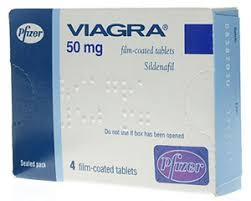 Pfizer
VIAGRA®
50 mg
film-coated tablets
Sildenafil
Do not use if box has been opened
Sealed pack
4 film-coated tablets
Pfizer